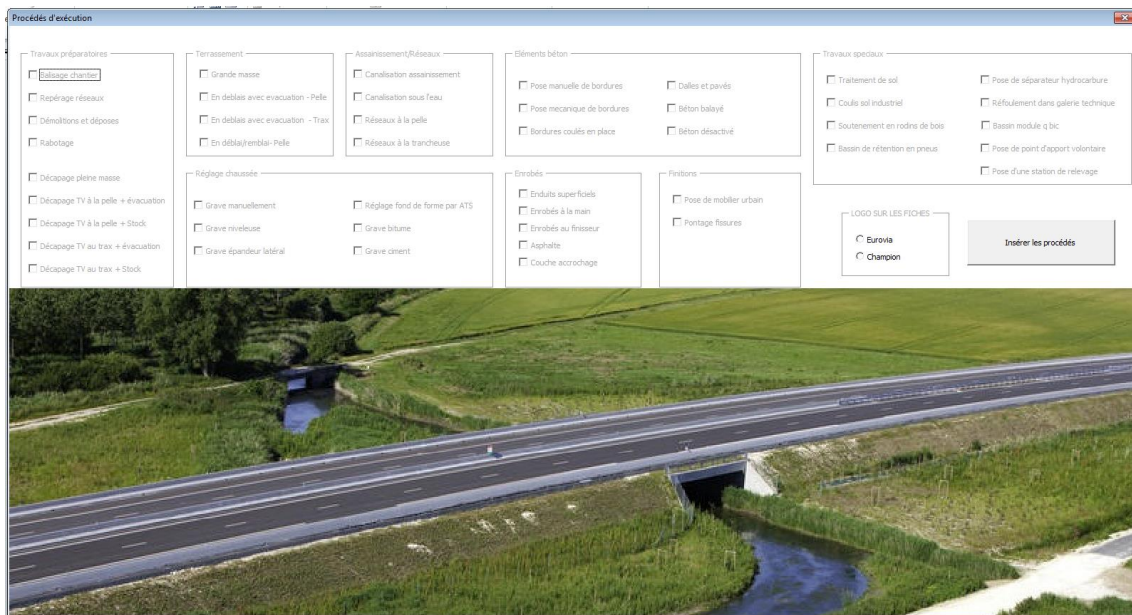 Procédés d'exécution
Travaux préparatoires
Balisage chantier
Repérage réseaux
Démolitions et déposes
Rabotage
Décapage pleine masse
Décapage TV à la pelle + évacuation
Décapage TV à la pelle + Stock
Décapage TV au trax + évacuation
Décapage TV au trax + Stock
Terrassement
Grande masse
En deblais avec evacuation - Pelle
En deblais avec evacuation - Trax
En déblai/remblai- Pelle
Assainissement/Réseaux
Canalisation assainissement
Canalisation sous l'eau
Réseaux à la pelle
Réseaux à la trancheuse
Eléments béton
Pose manuelle de bordures
Pose mecanique de bordures
Bordures coulés en place
Dalles et pavés
Béton balayé
Béton désactivé
Travaux speciaux
Traitement de sol
Coulis sol industriel
Soutenement en rodins de bois
Bassin de rétention en pneus
Pose de séparateur hydrocarbure
Réfoulement dans galerie technique
Bassin module q bic
Pose de point d'apport volontaire
Pose d'une station de relevage
Réglage chaussée
Grave manuellement
Grave niveleuse
Grave épandeur latéral
Réglage fond de forme par ATS
Grave bitume
Grave ciment
Enrobés
Enduits superficiels
Enrobés à la main
Enrobés au finisseur
Asphalte
Couche accrochage
Finitions
Pose de mobilier urbain
Pontage fissures
LOGO SUR LES FICHES
Eurovia
Champion
Insérer les procédés